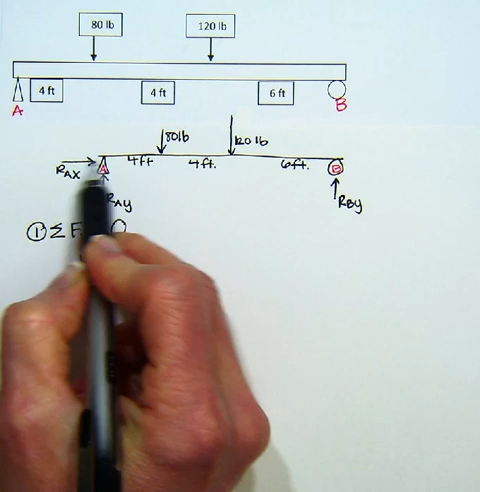 80 lb 120 lb
4 ft 4 ft 6 ft
A B
80lb 120lb
RAX 4ft 4ft. 6ft.
A B
RAY RBY
① ΣF